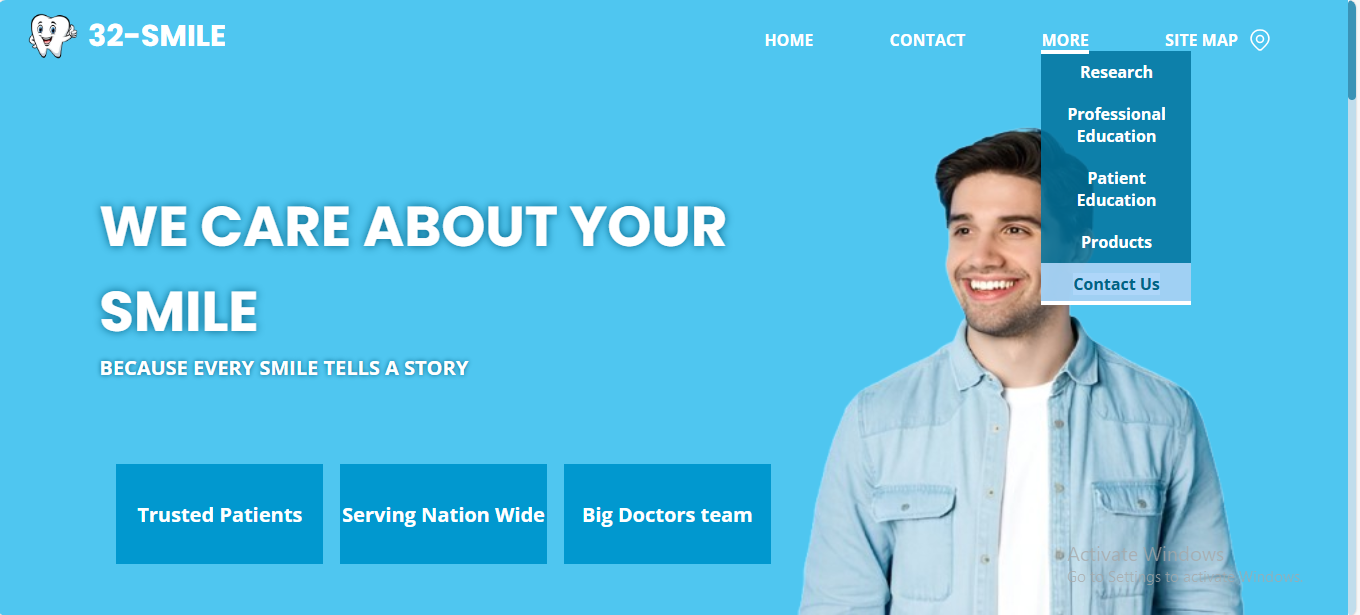 32-SMILE
HOME
CONTACT
MORE
SITE MAP
Research
Professional
Education
Patient
Education
Products
Contact Us
WE CARE ABOUT YOUR
SMILE
BECAUSE EVERY SMILE TELLS A STORY
Trusted Patients
Serving Nation Wide
Big Doctors team
Activate Windows
Go to Settings to activate Windows.